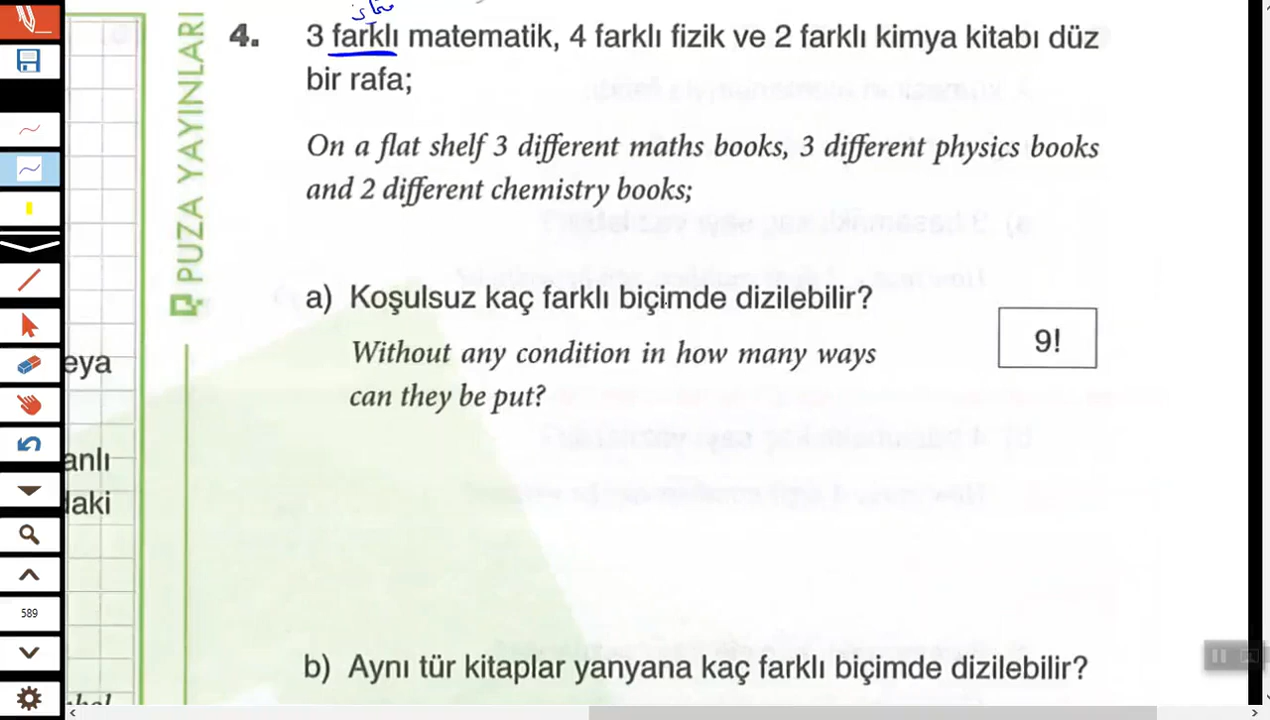 PUZA YAYINLARI
eya
anlı
daki
589
4. 3 farklı matematik, 4 farklı fizik ve 2 farklı kimya kitabı düz
bir rafa;
On a flat shelf 3 different maths books, 3 different physics books
and 2 different chemistry books;
a) Koşulsuz kaç farklı biçimde dizilebilir?
Without any condition in how many ways
can they be put?
9!
b) Aynı tür kitaplar yanyana kaç farklı biçimde dizilebilir?